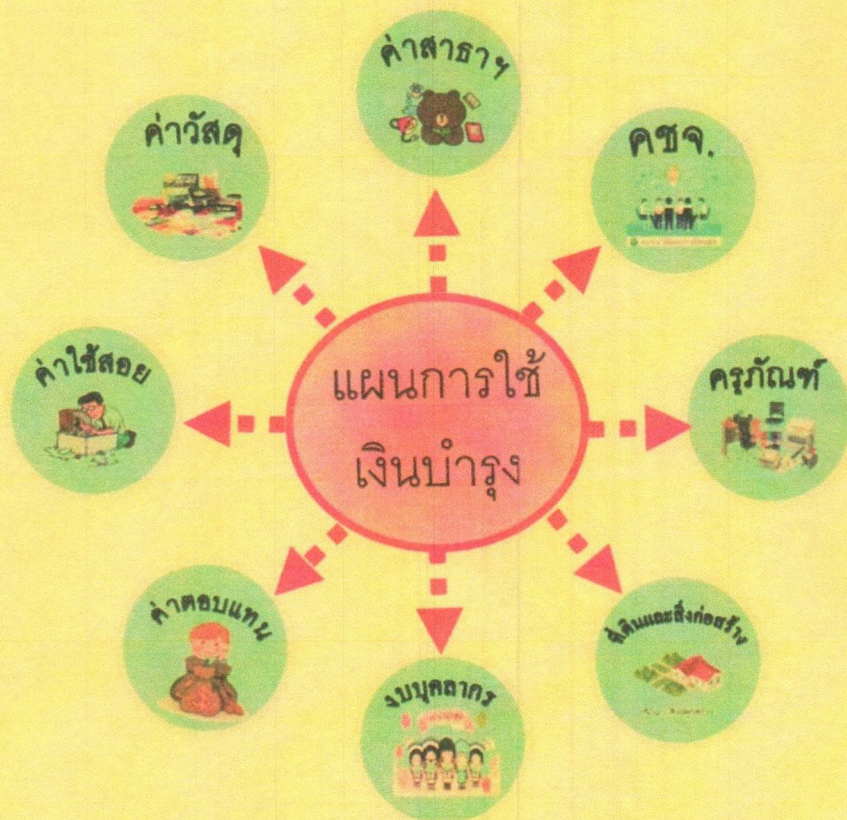 ค่าสาธาฯ
คชจ.
ค่าวัสดุ
ครุภัณฑ์
ค่าใช้สอย
แผนการใช้
เงินบำรุง
ที่ดินและสิ่งก่อสร้าง
ค่าตอบแทน
งบบุคลากร